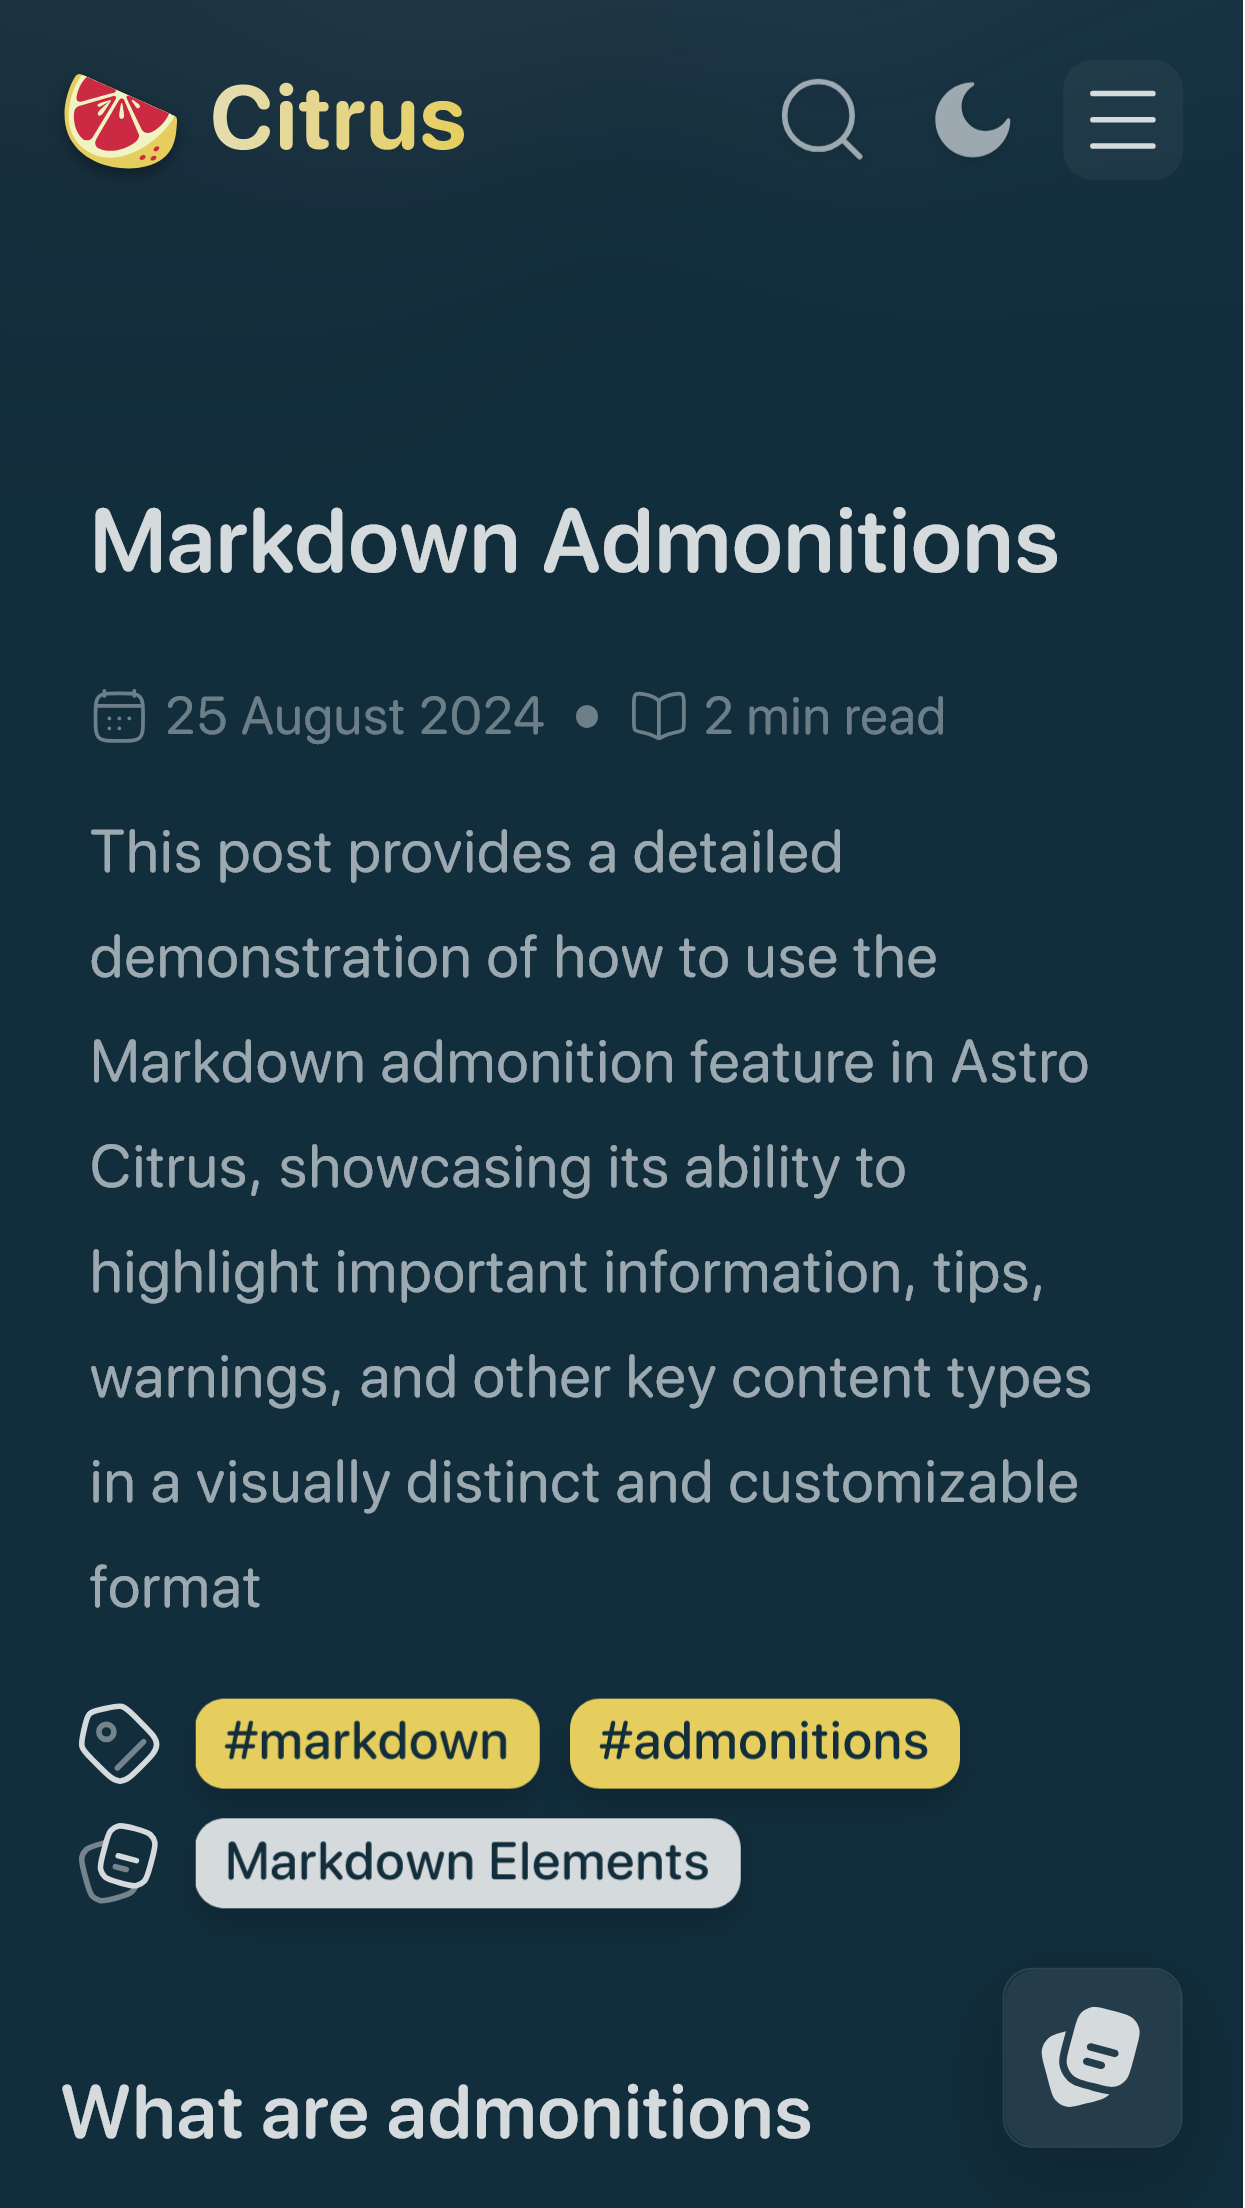 Citrus
Markdown Admonitions
25 August 2024 • 2 min read
This post provides a detailed
demonstration of how to use the
Markdown admonition feature in Astro
Citrus, showcasing its ability to
highlight important information, tips,
warnings, and other key content types
in a visually distinct and customizable
format
#markdown #admonitions
Markdown Elements
What are admonitions